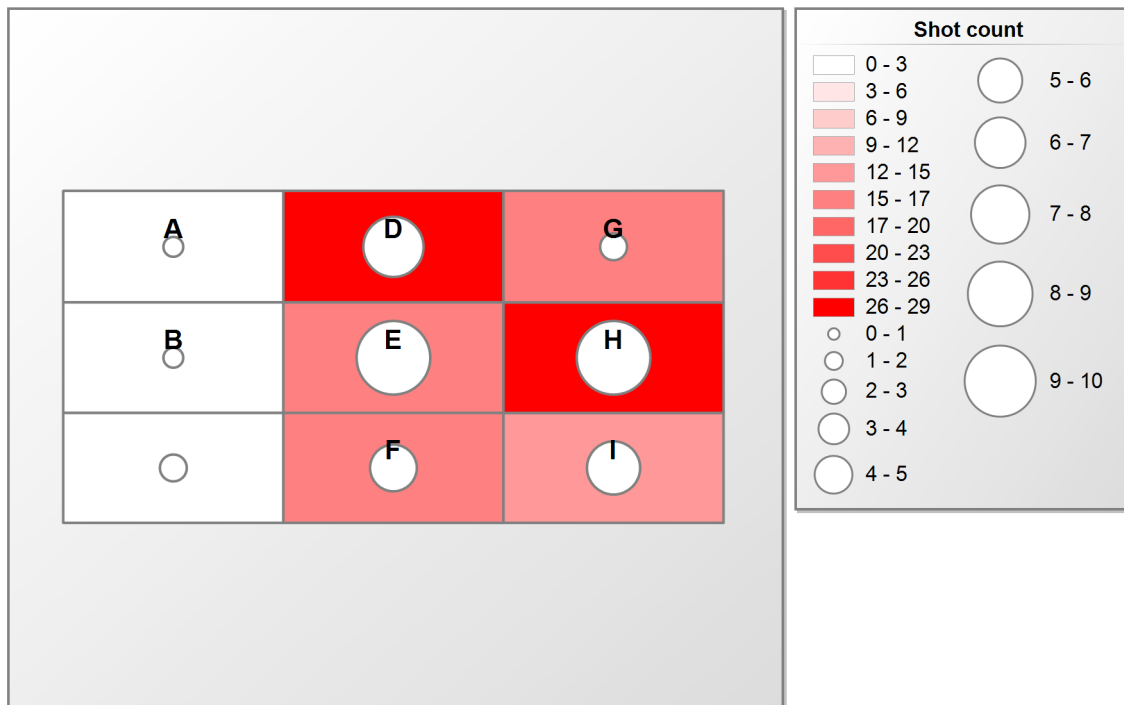 A
D
G
B
E
H
F
I
Shot count
0 - 3
3 - 6
6 - 9
9 - 12
12 - 15
15 - 17
17 - 20
20 - 23
23 - 26
26 - 29
0 - 1
1 - 2
2 - 3
3 - 4
4 - 5
5 - 6
6 - 7
7 - 8
8 - 9
9 - 10